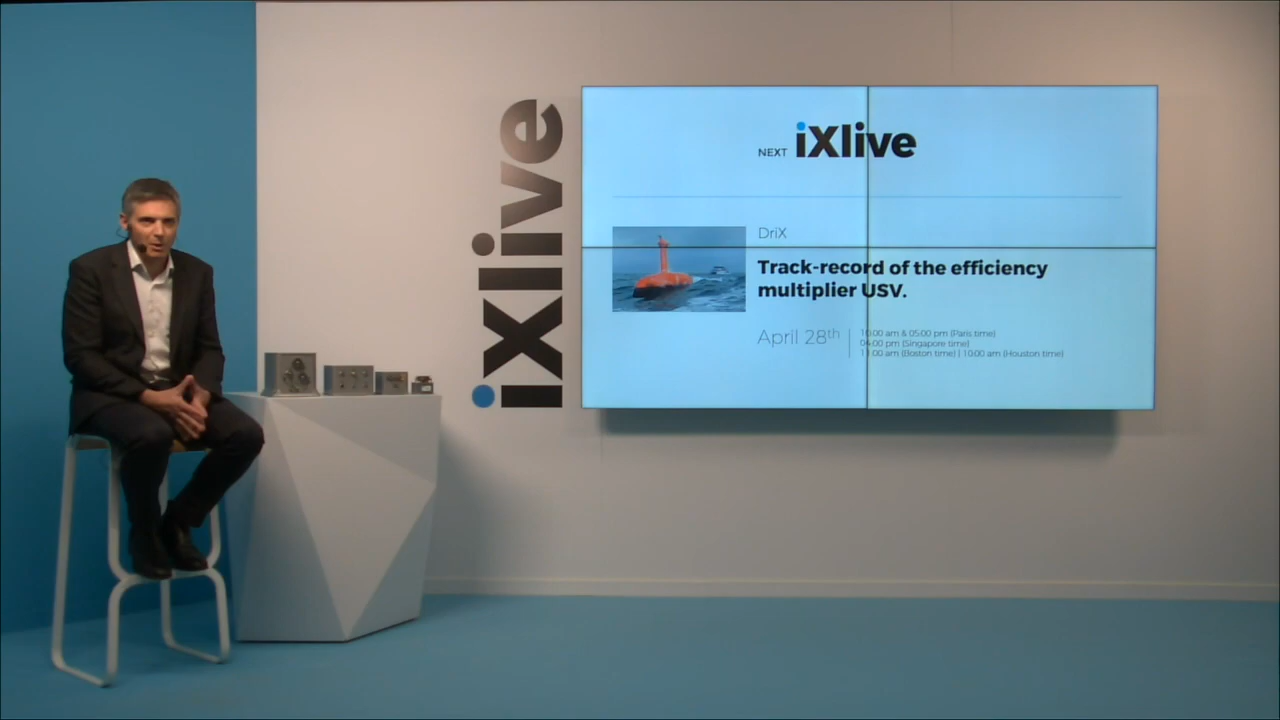 iXlive
NEXT iXlive
DriX
Track-record of the efficiency
multiplier USV.
April 28th
10:00 am & 05:00 pm (Paris time)
04:00 pm (Singapore time)
11:00 am (Boston time) | 10:00 am (Houston time)